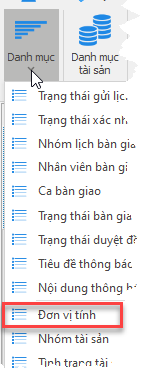 Danh mục
Danh mục
tài sản
Trạng thái gửi lịc
Trạng thái xác nh
Nhóm lịch bàn gia
Nhân viên bàn gi
Ca bàn giao
Trạng thái bàn gia
Trạng thái duyệt đ
Tiêu đề thông báo
Nội dung thông b
Đơn vị tính
Nhóm tài sản
Tình trạng tài